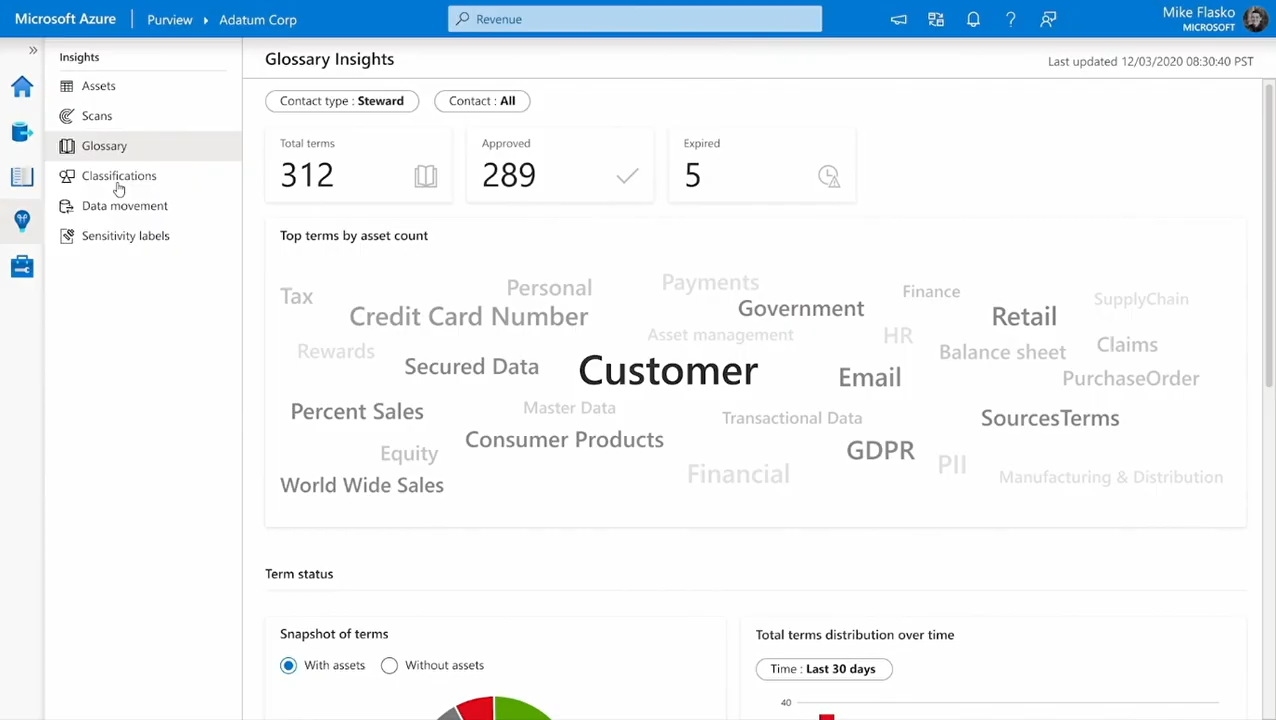 Microsoft Azure
Purview
Adatum Corp
Revenue
Mike Flasko
MICROSOFT
Insights
Assets
Scans
Glossary
Classifications
Data movement
Sensitivity labels
Glossary Insights
Last updated 12/03/2020 08:30:40 PST
Contact type : Steward
Contact : All
Total terms
312
Approved
289
Expired
5
Top terms by asset count
Tax
Personal
Payments
Finance
SupplyChain
Credit Card Number
Government
Retail
Rewards
Asset management
HR
Balance sheet
Claims
Secured Data
Customer
Email
PurchaseOrder
Percent Sales
Master Data
Transactional Data
SourcesTerms
Equity
Consumer Products
GDPR
PII
World Wide Sales
Financial
Manufacturing & Distribution
Term status
Snapshot of terms
With assets
Without assets
Total terms distribution over time
Time : Last 30 days
40